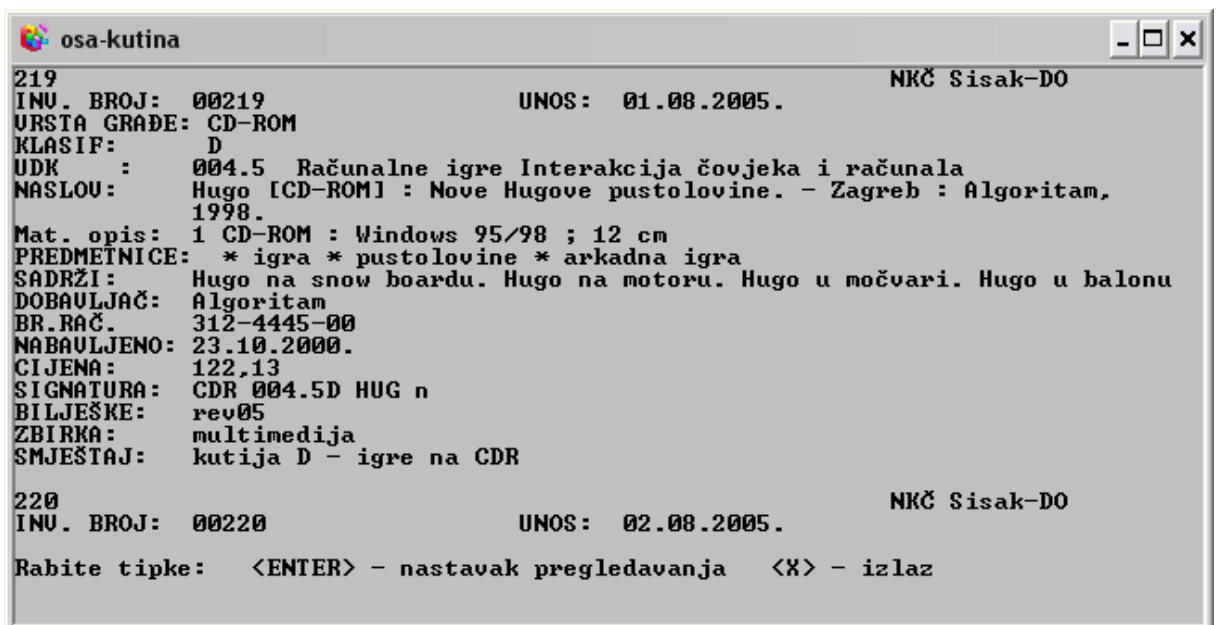 osa-kutina
219 NKČ Sisak-DO
INV. BROJ: 00219 UNOS: 01.08.2005.
VRSTA GRAĐE: CD-ROM
KLASIF: D
UDK : 004.5 Računalne igre Interakcija čovjeka i računala
NASLOV: Hugo [CD-ROM] : Nove Hugove pustolovine. - Zagreb : Algoritam,
1998.
Mat. opis: 1 CD-ROM : Windows 95/98 ; 12 cm
PREDMETNICE: * igra * pustolovine * arkadna igra
SADRŽI: Hugo na snow boardu. Hugo na motoru. Hugo u močvari. Hugo u balonu
DOBAVLJAČ: Algoritam
BR.RAČ. 312-4445-00
NABAVLJENO: 23.10.2000.
CIJENA: 122,13
SIGNATURA: CDR 004.5D HUG n
BILJEŠKE: rev05
ZBIRKA: multimedija
SMJEŠTAJ: kutija D - igre na CDR
220 NKČ Sisak-DO
INV. BROJ: 00220 UNOS: 02.08.2005.
Rabite tipke: <ENTER> - nastavak pregledavanja <X> - izlaz